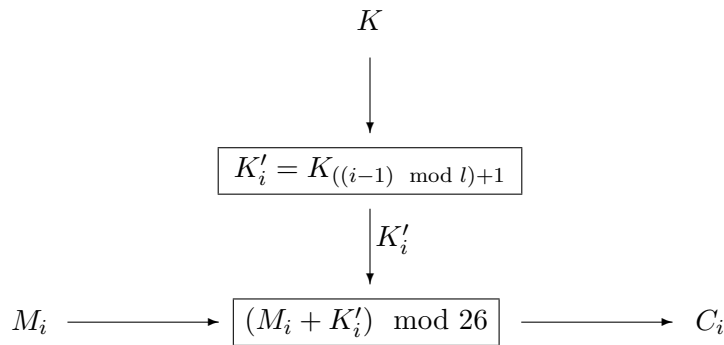 K
K′_i = K_{((i−1) mod l)+1}
K′_i
M_i (M_i + K′_i) mod 26 C_i